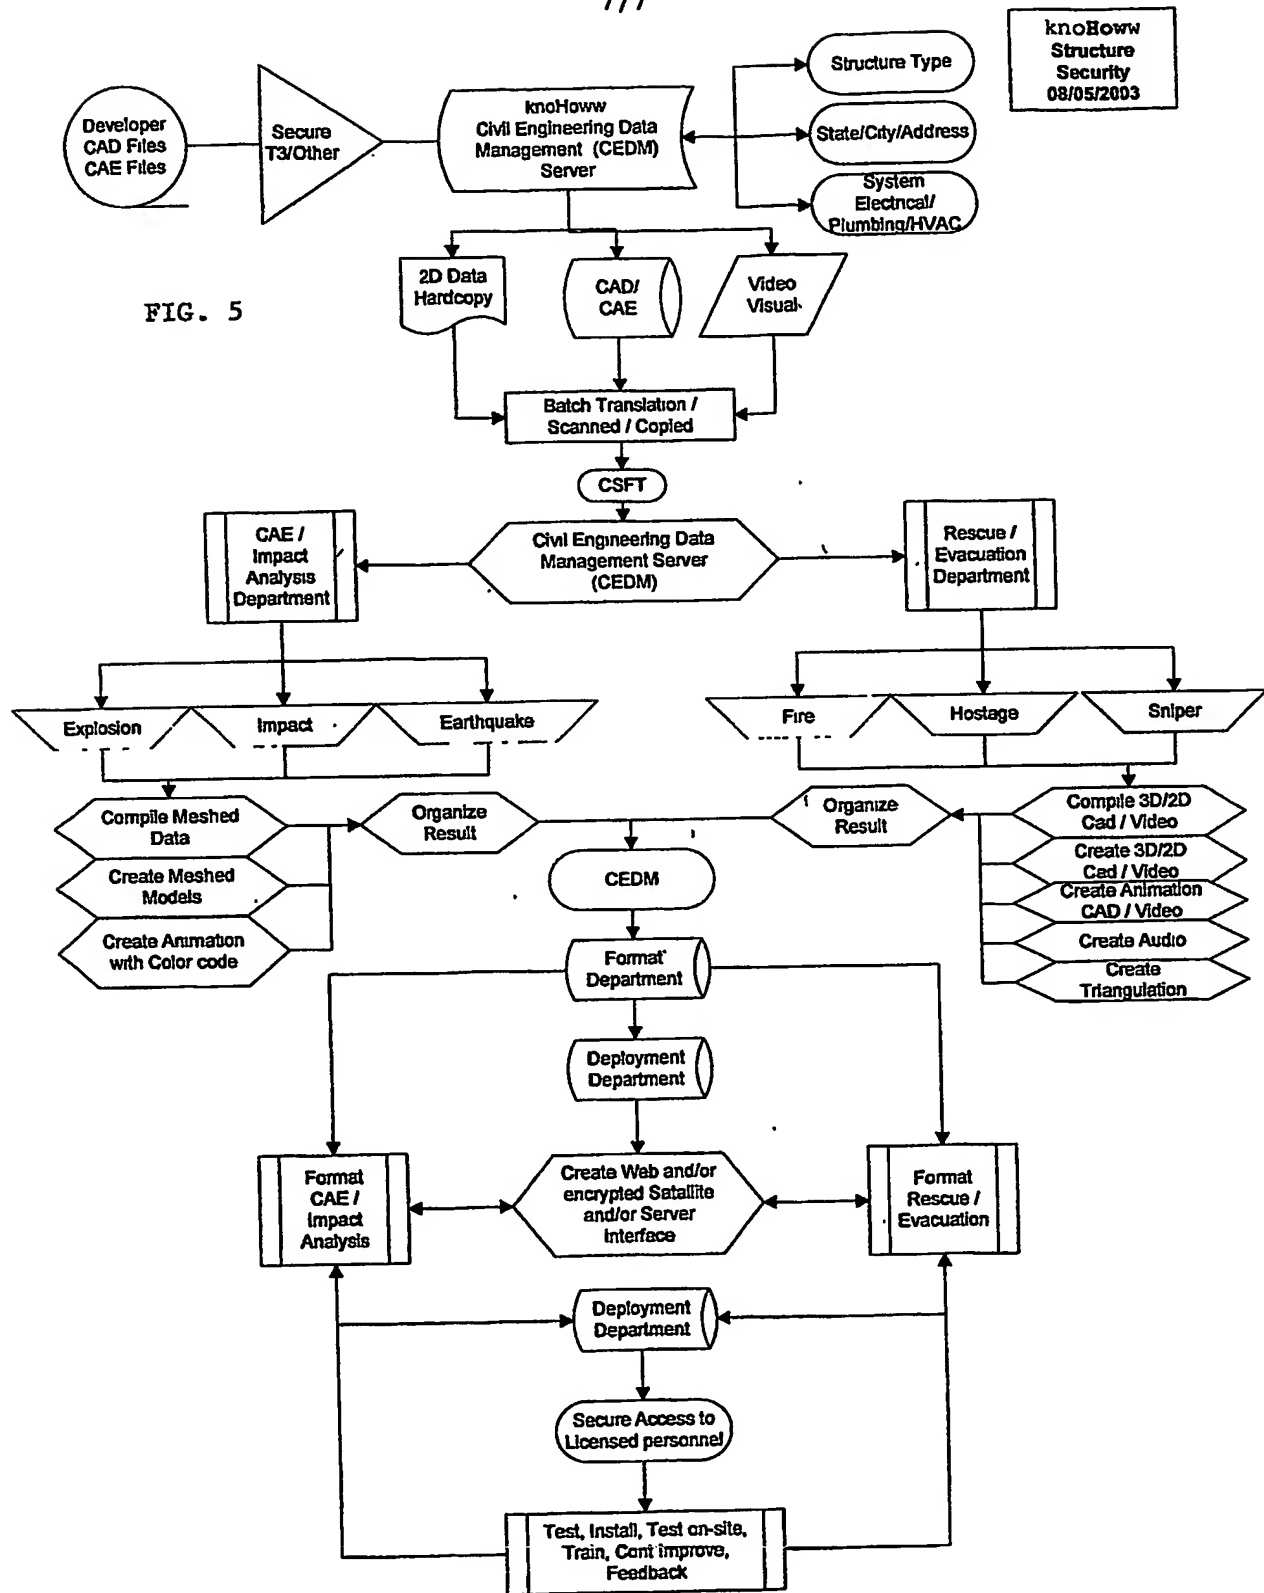 knoHoww
Structure
Security
08/05/2003
Developer
CAD Files
CAE Files
Secure
T3/Other
knoHoww
Civil Engineering Data
Management (CEDM)
Server
Structure Type
State/City/Address
System
Electrical/
Plumbing/HVAC
FIG. 5
2D Data
Hardcopy
CAD/
CAE
Video
Visual
Batch Translation /
Scanned / Copied
CSFT
CAE /
Impact
Analysis
Department
Civil Engineering Data
Management Server
(CEDM)
Rescue /
Evacuation
Department
Explosion
Impact
Earthquake
Fire
Hostage
Sniper
Compile Meshed
Data
Create Meshed
Models
Create Animation
with Color code
Organize
Result
Organize
Result
Compile 3D/2D
Cad / Video
Create 3D/2D
Cad / Video
Create Animation
CAD / Video
Create Audio
Create
Triangulation
CEDM
Format
Department
Deployment
Department
Format
CAE /
Impact
Analysis
Create Web and/or
encrypted Satallite
and/or Server
Interface
Format
Rescue /
Evacuation
Deployment
Department
Secure Access to
Licensed personnel
Test, Install, Test on-site,
Train, Cont improve,
Feedback